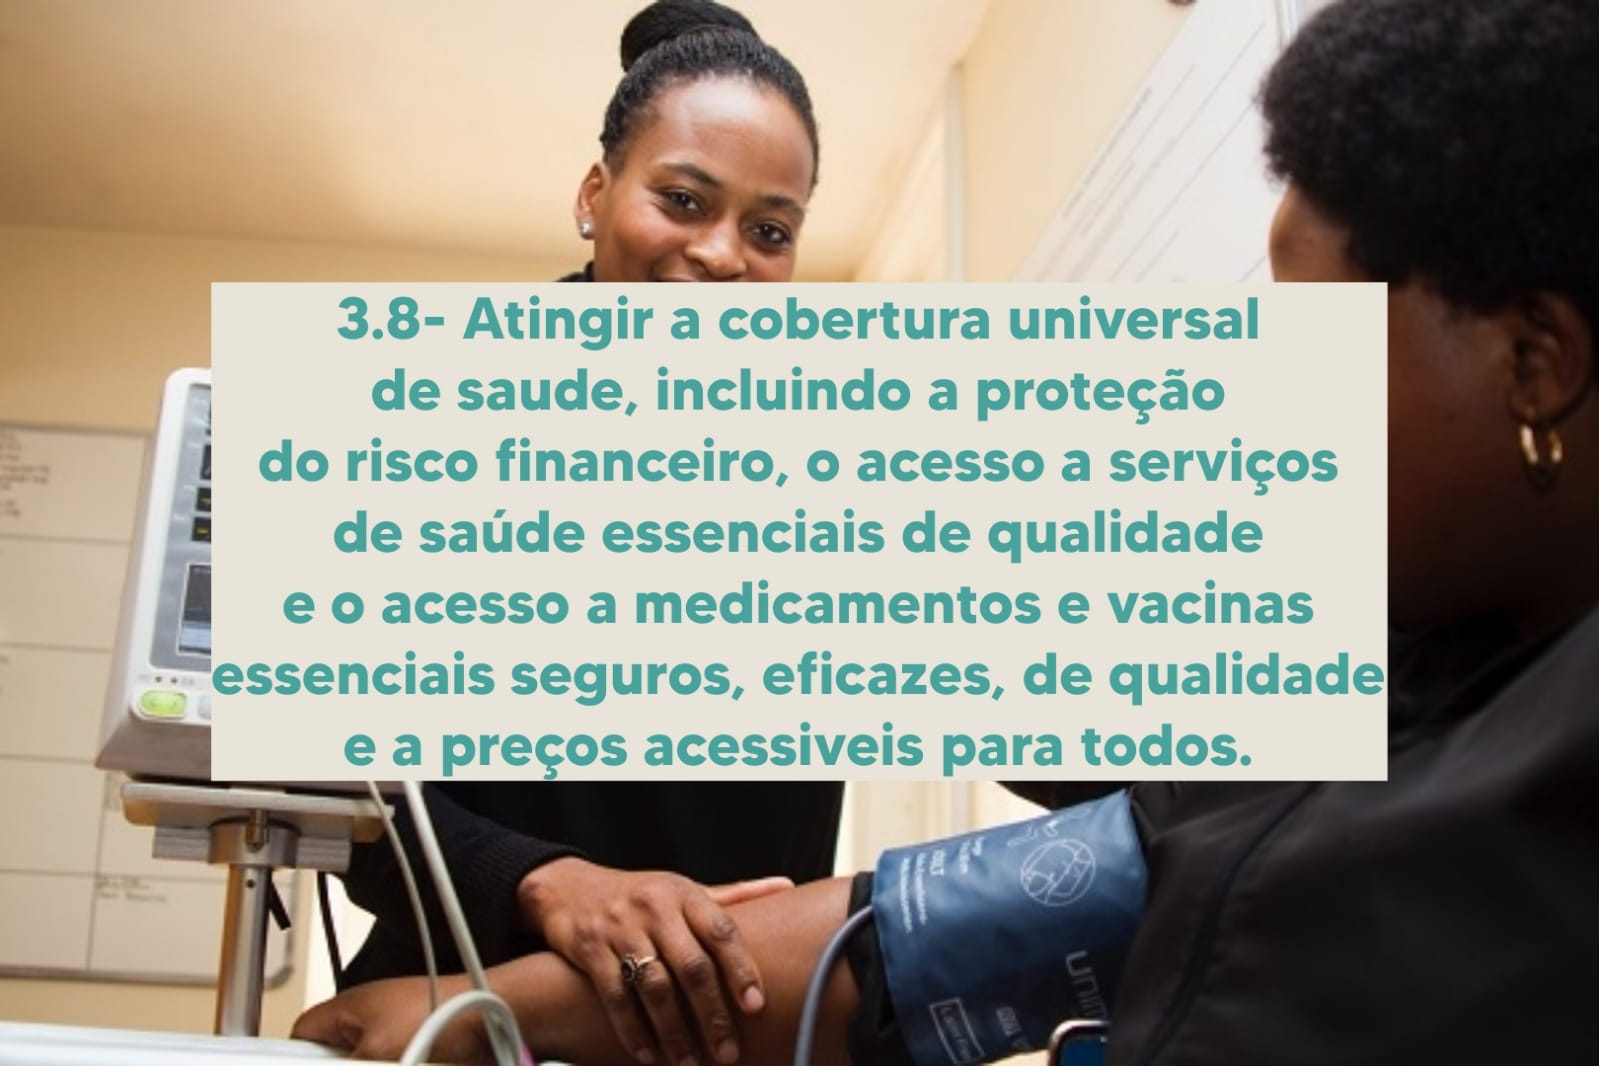 3.8- Atingir a cobertura universal
de saude, incluindo a proteção
do risco financeiro, o acesso a serviços
de saúde essenciais de qualidade
e o acesso a medicamentos e vacinas
essenciais seguros, eficazes, de qualidade
e a preços acessiveis para todos.